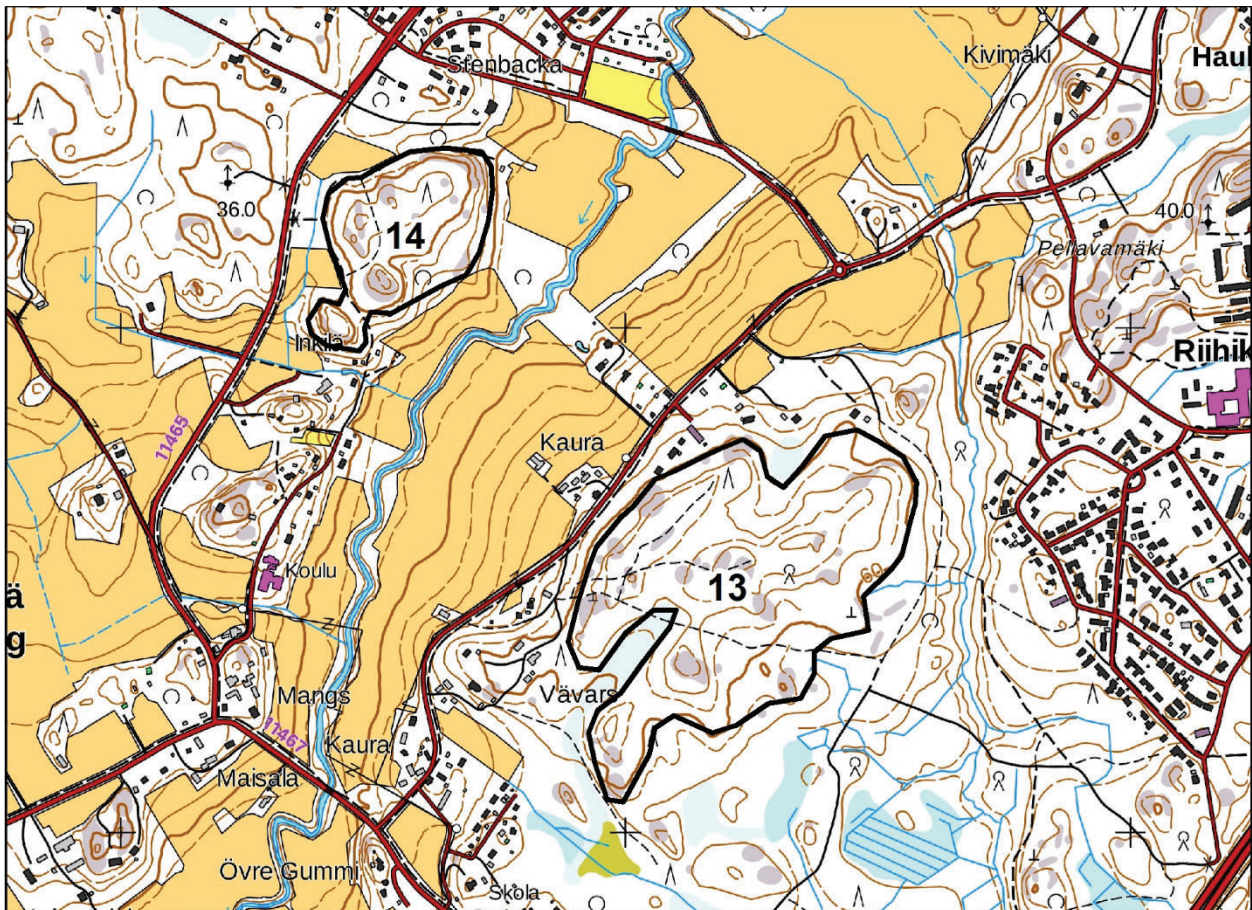 Stenbacka
Kivimäki
Hau
36.0
14
40.0
Pellavamäki
Inkilä
Riihik
11465
Kaura
Koulu
60
13
ä
g
Mangs
Vävars
11467
Kaura
Maisala
Övre Gummi
Skola